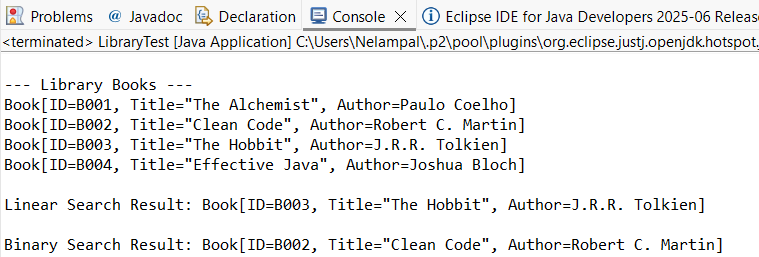 Problems @ Javadoc Declaration Console × Eclipse IDE for Java Developers 2025-06 Releas
<terminated> LibraryTest [Java Application] C:\Users\Nelampal\.p2\pool\plugins\org.eclipse.justj.openjdk.hotspot.
--- Library Books ---
Book[ID=B001, Title="The Alchemist", Author=Paulo Coelho]
Book[ID=B002, Title="Clean Code", Author=Robert C. Martin]
Book[ID=B003, Title="The Hobbit", Author=J.R.R. Tolkien]
Book[ID=B004, Title="Effective Java", Author=Joshua Bloch]
Linear Search Result: Book[ID=B003, Title="The Hobbit", Author=J.R.R. Tolkien]
Binary Search Result: Book[ID=B002, Title="Clean Code", Author=Robert C. Martin]